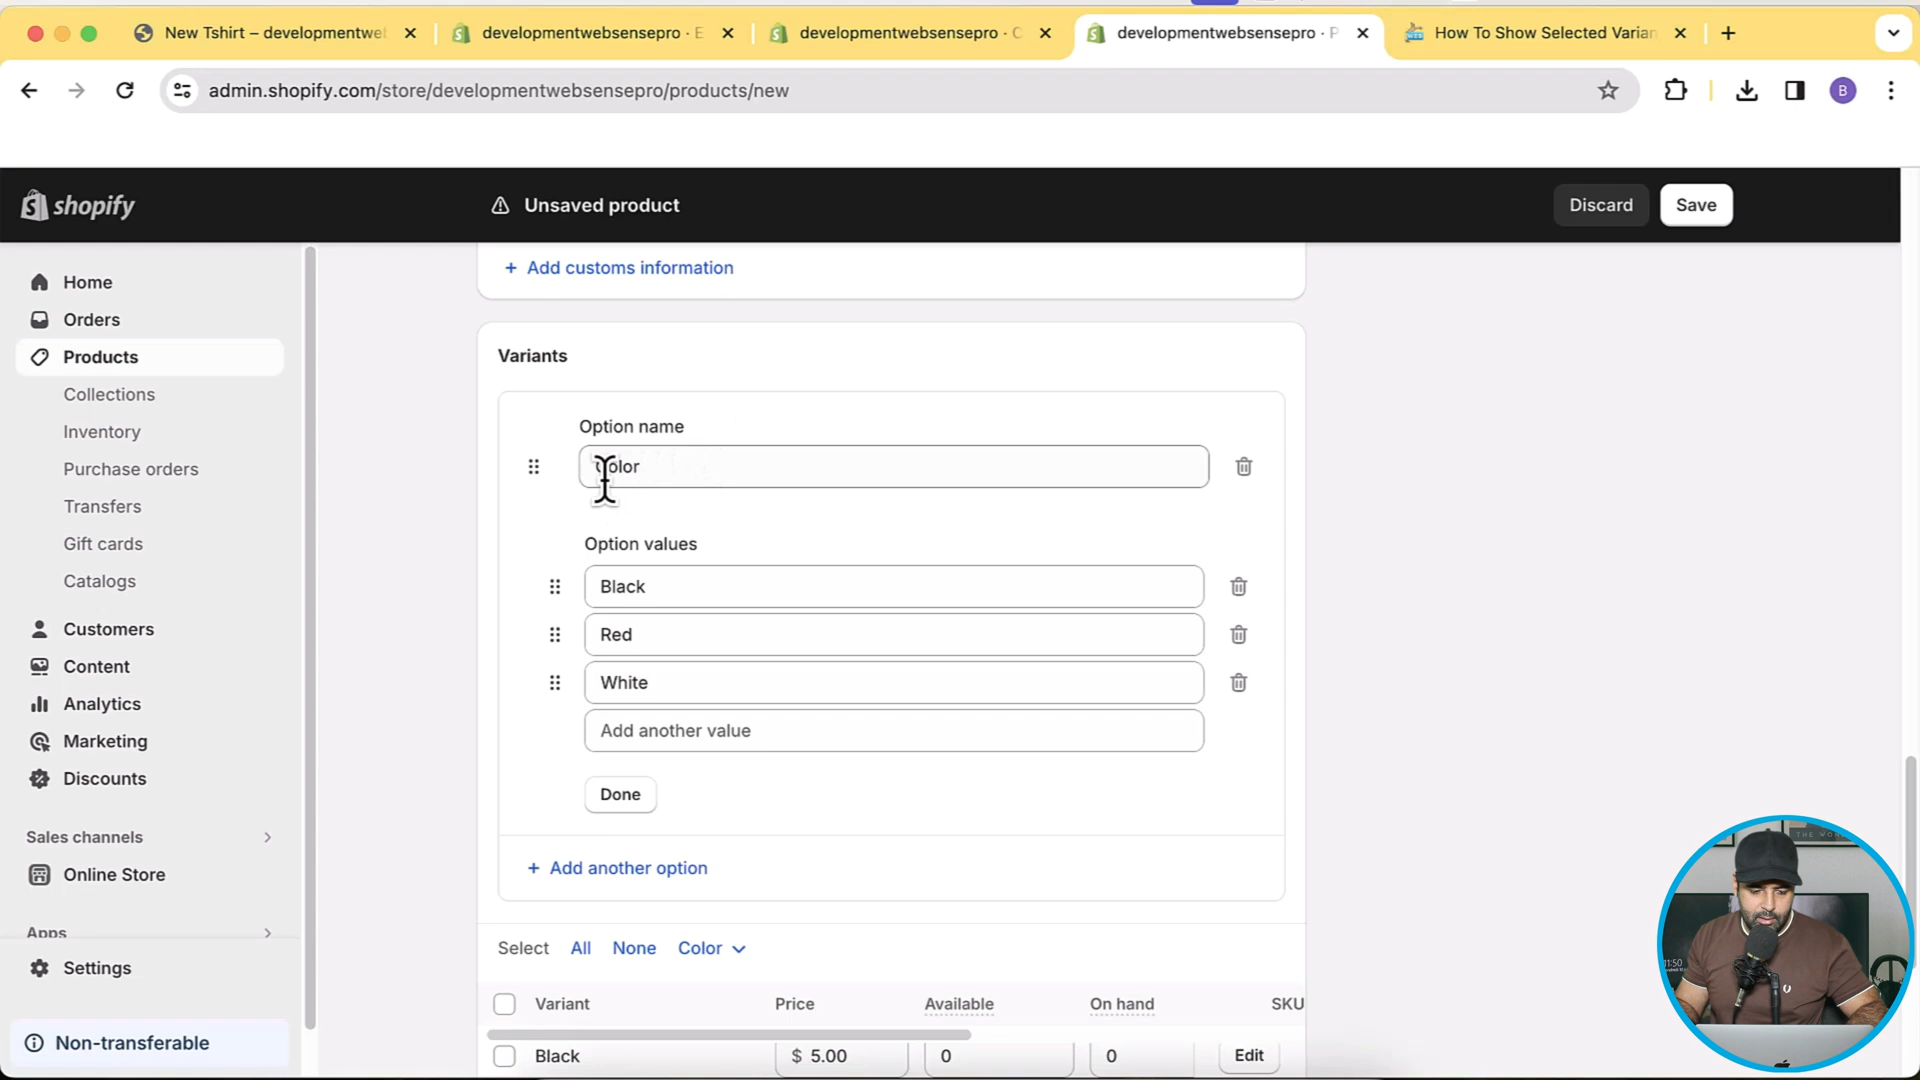 New Tshirt – developmentwe
developmentwebsensepro · E
developmentwebsensepro · C
developmentwebsensepro · P
How To Show Selected Varian
admin.shopify.com/store/developmentwebsensepro/products/new
B
shopify
Unsaved product
Discard
Save
Home
Orders
Products
Collections
Inventory
Purchase orders
Transfers
Gift cards
Catalogs
Customers
Content
Analytics
Marketing
Discounts
Sales channels
Online Store
Apps
Settings
Non-transferable
+ Add customs information
Variants
Option name
Color
Option values
Black
Red
White
Add another value
Done
+ Add another option
Select All None Color
Variant Price Available On hand SKU
Black $ 5.00 0 0 Edit
11:50